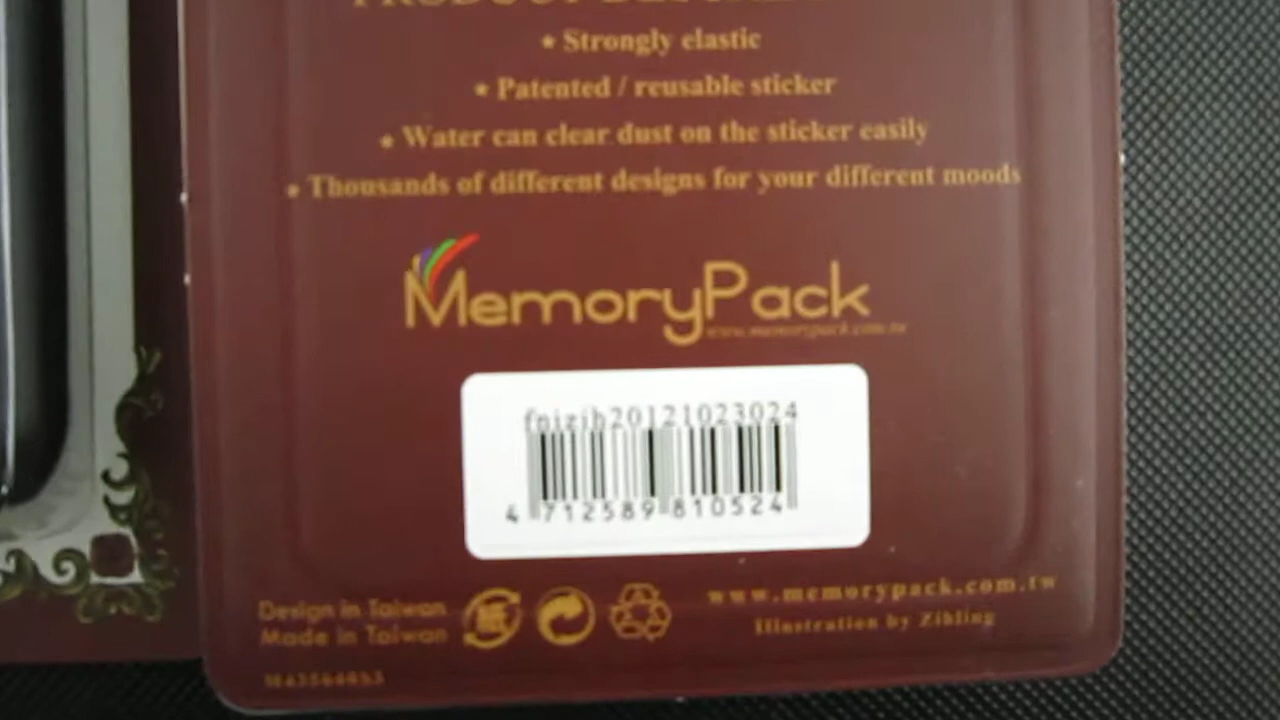 ★ Strongly elastic
★ Patented / reusable sticker
★ Water can clear dust on the sticker easily
★ Thousands of different designs for your different moods
MemoryPack
www.memorypack.com.tw
fnizih20121023024
4 712589 810524
Design in Taiwan
Made in Taiwan
www.memorypack.com.tw
Illustration by Zibling